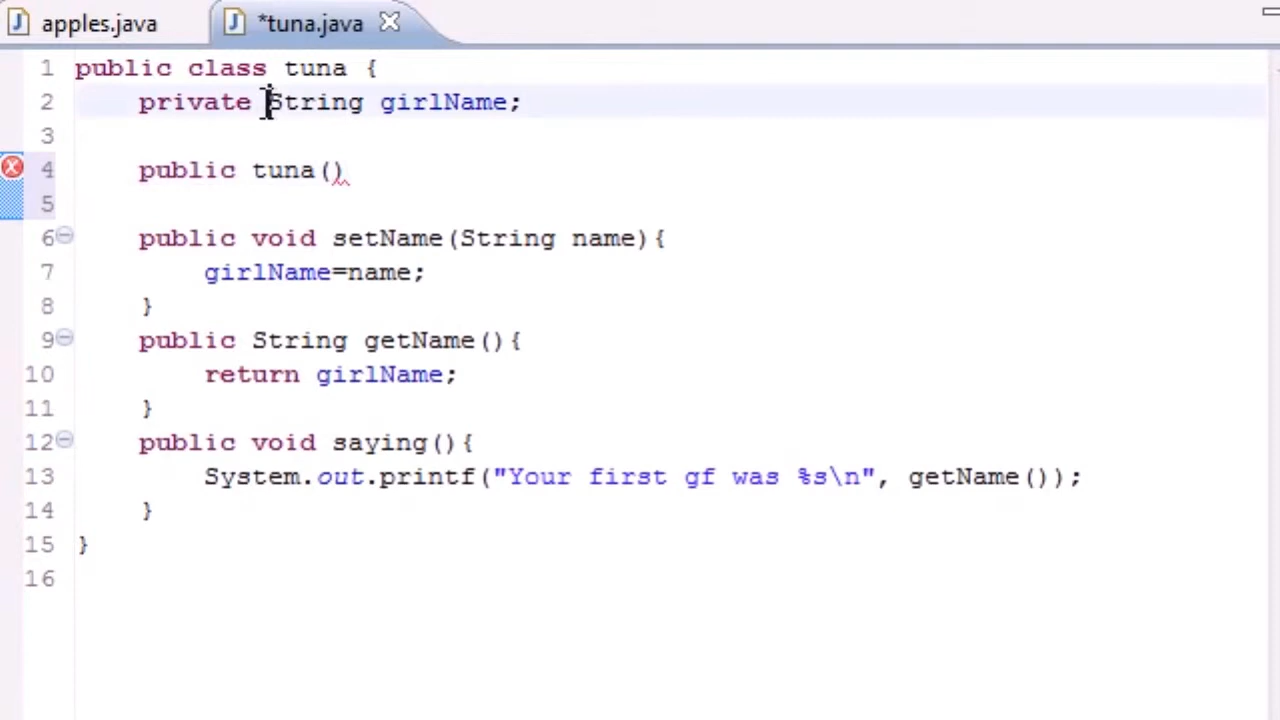 apples.java *tuna.java
1 public class tuna {
2 private String girlName;
3
4 public tuna()
5
6 public void setName(String name){
7 girlName=name;
8 }
9 public String getName(){
10 return girlName;
11 }
12 public void saying(){
13 System.out.printf("Your first gf was %s\n", getName());
14 }
15 }
16